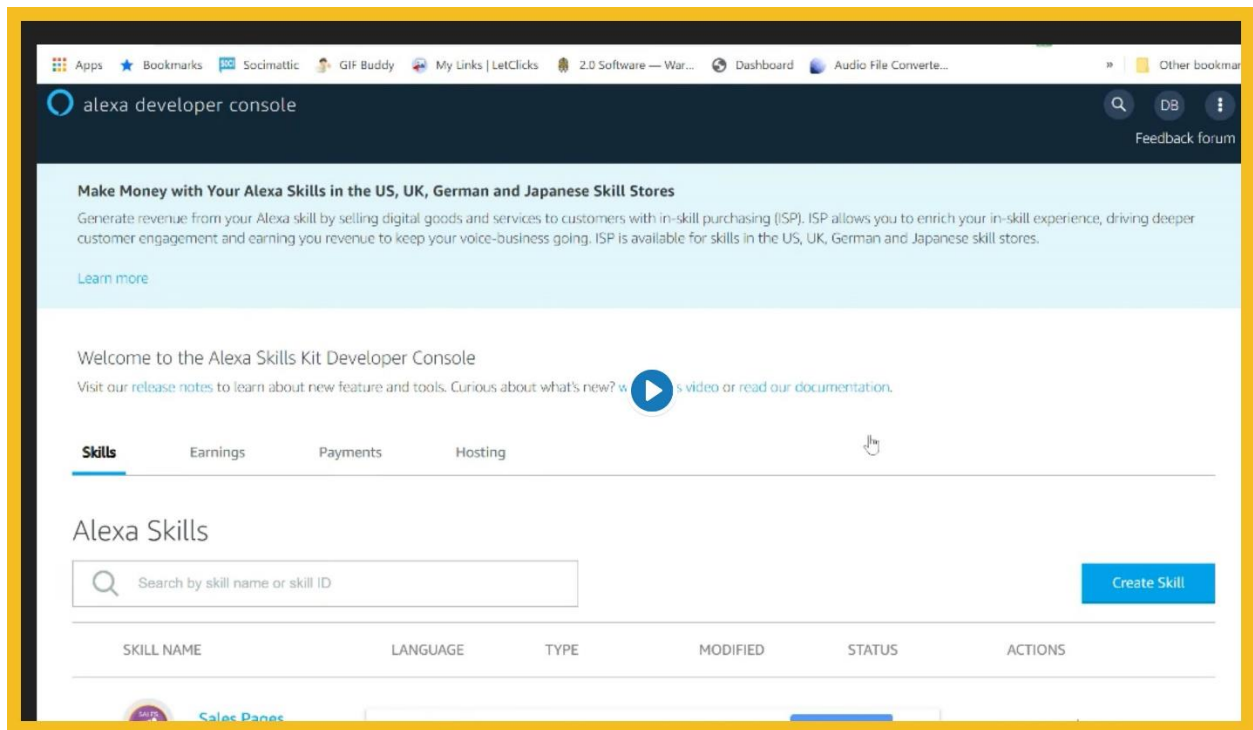 Apps Bookmarks Socimattic GIF Buddy My Links | LetClicks 2.0 Software — War... Dashboard Audio File Converte... » Other bookmar
alexa developer console DB
Feedback forum
Make Money with Your Alexa Skills in the US, UK, German and Japanese Skill Stores
Generate revenue from your Alexa skill by selling digital goods and services to customers with in-skill purchasing (ISP). ISP allows you to enrich your in-skill experience, driving deeper
customer engagement and earning you revenue to keep your voice-business going. ISP is available for skills in the US, UK, German and Japanese skill stores.
Learn more
Welcome to the Alexa Skills Kit Developer Console
Visit our release notes to learn about new feature and tools. Curious about what's new? w s video or read our documentation.
Skills Earnings Payments Hosting
Alexa Skills
Search by skill name or skill ID
Create Skill
SKILL NAME LANGUAGE TYPE MODIFIED STATUS ACTIONS
SALES Sales Pages